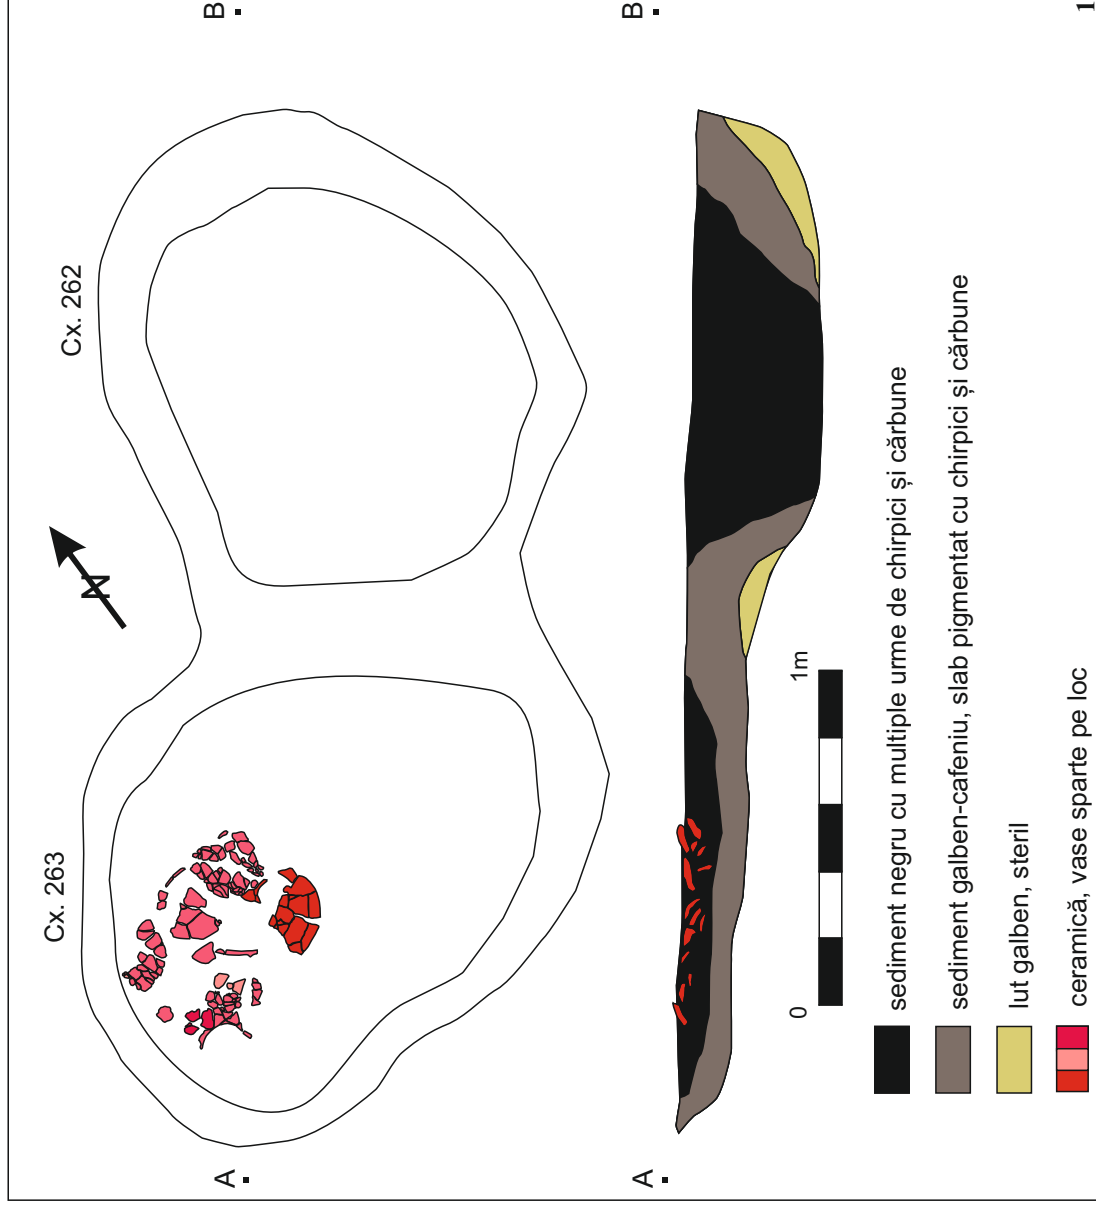 Cx. 263
Cx. 262
N
A
B
A
B
0
1m
sediment negru cu multiple urme de chirpici și cărbune
sediment galben-cafeniu, slab pigmentat cu chirpici și cărbune
lut galben, steril
ceramică, vase sparte pe loc
1